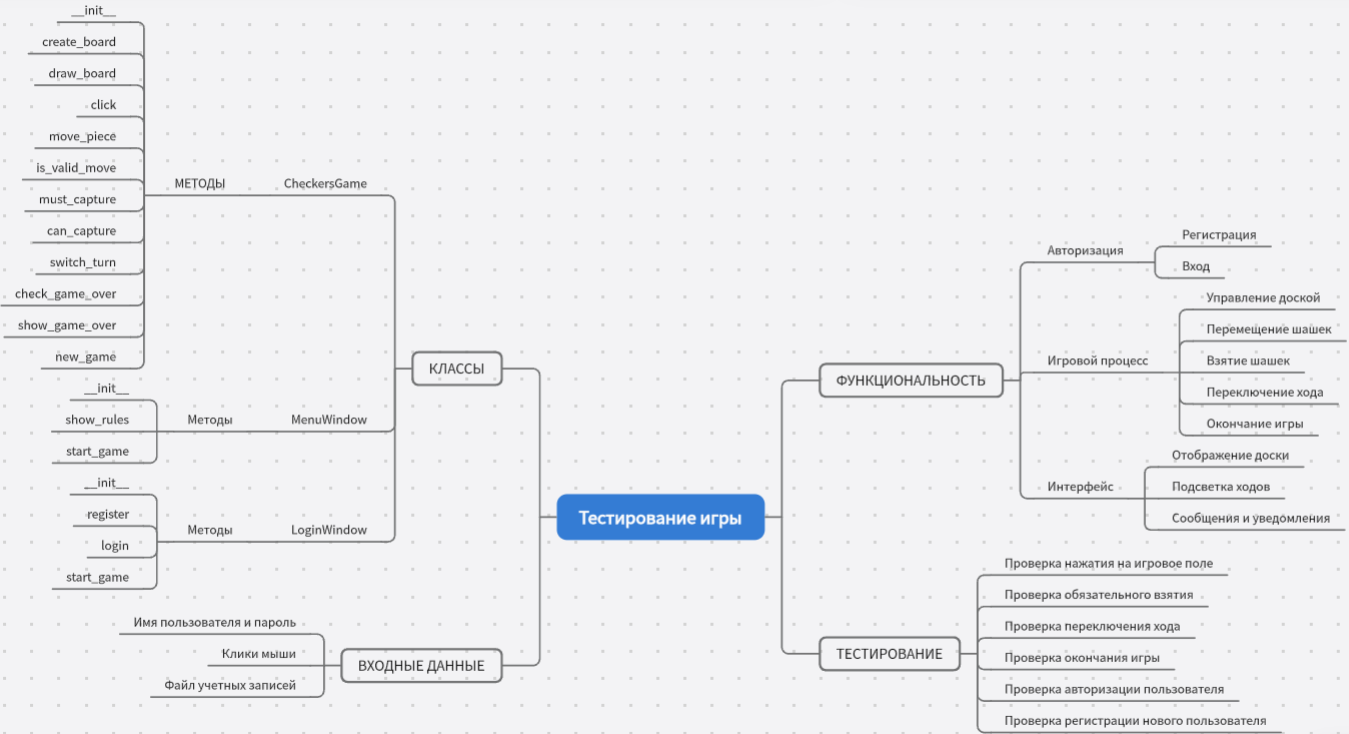 __init__
create_board
draw_board
click
move_piece
is_valid_move
must_capture
can_capture
switch_turn
check_game_over
show_game_over
new_game
МЕТОДЫ
CheckersGame
__init__
show_rules
start_game
Методы
MenuWindow
__init__
register
login
start_game
Методы
LoginWindow
КЛАССЫ
Имя пользователя и пароль
Клики мыши
Файл учетных записей
ВХОДНЫЕ ДАННЫЕ
Тестирование игры
ФУНКЦИОНАЛЬНОСТЬ
Авторизация
Регистрация
Вход
Игровой процесс
Управление доской
Перемещение шашек
Взятие шашек
Переключение хода
Окончание игры
Интерфейс
Отображение доски
Подсветка ходов
Сообщения и уведомления
ТЕСТИРОВАНИЕ
Проверка нажатия на игровое поле
Проверка обязательного взятия
Проверка переключения хода
Проверка окончания игры
Проверка авторизации пользователя
Проверка регистрации нового пользователя